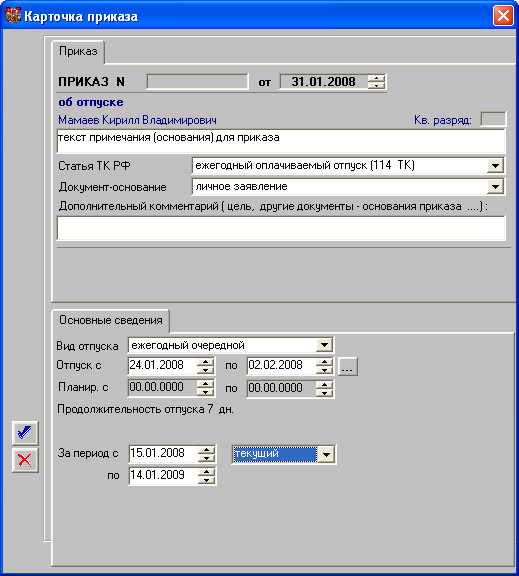 Карточка приказа
Приказ
ПРИКАЗ N от 31.01.2008
об отпуске
Мамаев Кирилл Владимирович Кв. разряд:
текст примечания (основания) для приказа
Статья ТК РФ ежегодный оплачиваемый отпуск (114 ТК)
Документ-основание личное заявление
Дополнительный комментарий ( цель, другие документы - основания приказа ....) :
Основные сведения
Вид отпуска ежегодный очередной
Отпуск с 24.01.2008 по 02.02.2008 ...
Планир. с 00.00.0000 по 00.00.0000
Продолжительность отпуска 7 дн.
За период с 15.01.2008 текущий
по 14.01.2009